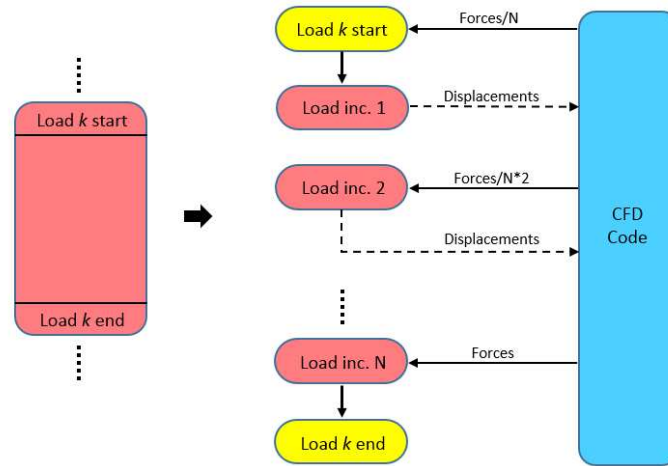 Load k start
Load k end
Load k start
Forces/N
Load inc. 1
Displacements
Load inc. 2
Forces/N*2
Displacements
Load inc. N
Forces
Load k end
CFD
Code